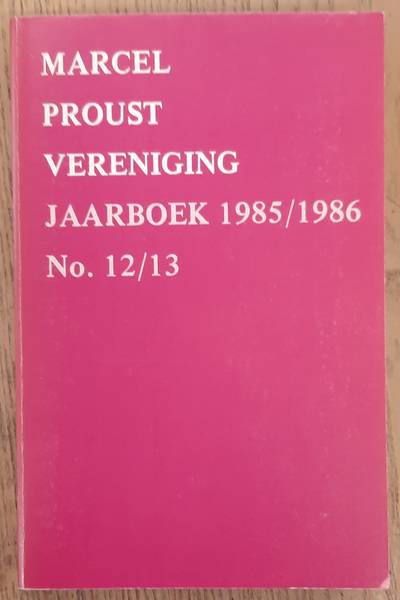 MARCEL
PROUST
VERENIGING
JAARBOEK 1985/1986
No. 12/13